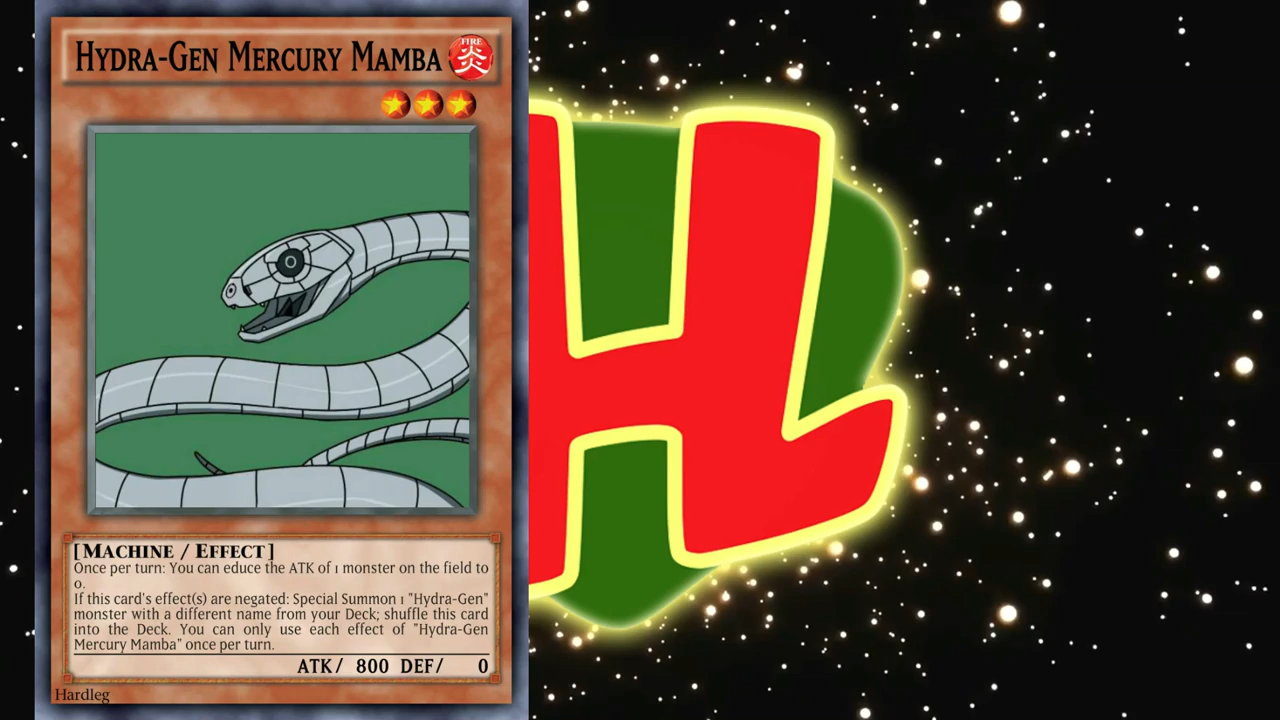 HYDRA-GEN MERCURY MAMBA
FIRE
炎
[MACHINE / EFFECT]
Once per turn: You can educe the ATK of 1 monster on the field to
0.
If this card's effect(s) are negated: Special Summon 1 "Hydra-Gen"
monster with a different name from your Deck; shuffle this card
into the Deck. You can only use each effect of "Hydra-Gen
Mercury Mamba" once per turn.
ATK/ 800 DEF/ 0
Hardleg
H